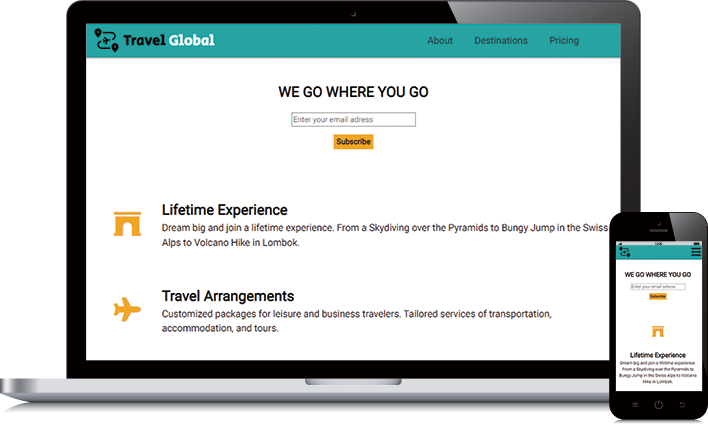 Travel Global
About Destinations Pricing
WE GO WHERE YOU GO
Enter your email adress
Subscribe
Lifetime Experience
Dream big and join a lifetime experience. From a Skydiving over the Pyramids to Bungy Jump in the Swiss
Alps to Volcano Hike in Lombok.
Travel Arrangements
Customized packages for leisure and business travelers. Tailored services of transportation,
accommodation, and tours.
WE GO WHERE YOU GO
Enter your email adress
Subscribe
Lifetime Experience
Dream big and join a lifetime experience.
From a Skydiving over the Pyramids to
Bungy Jump in the Swiss Alps to Volcano
Hike in Lombok.